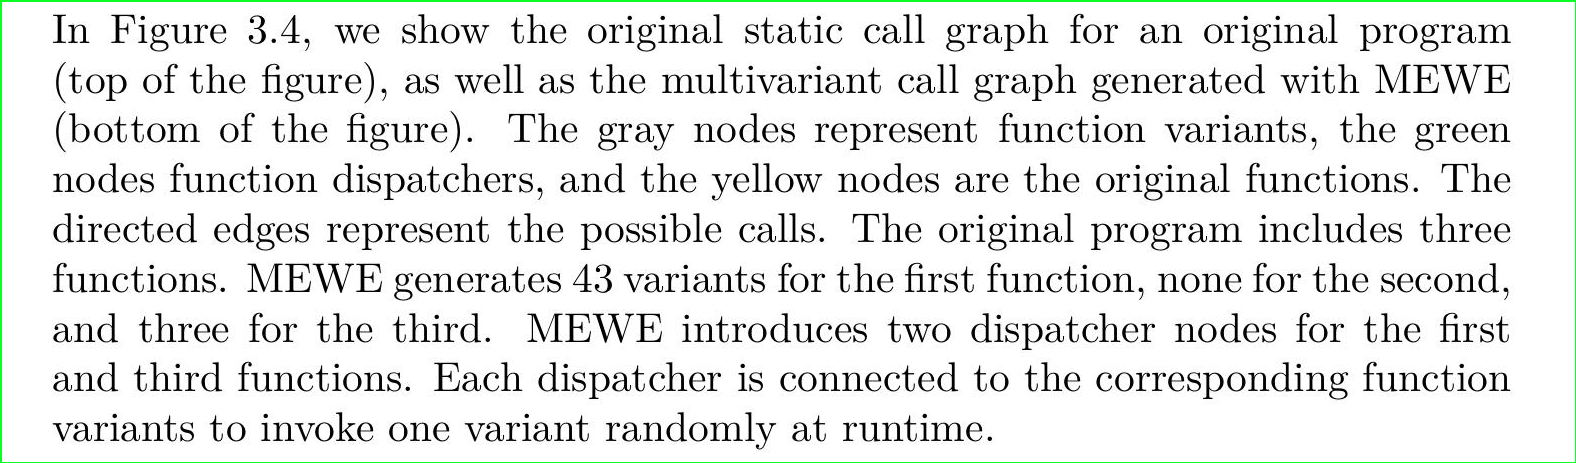 In Figure 3.4, we show the original static call graph for an original program
(top of the figure), as well as the multivariant call graph generated with MEWE
(bottom of the figure). The gray nodes represent function variants, the green
nodes function dispatchers, and the yellow nodes are the original functions. The
directed edges represent the possible calls. The original program includes three
functions. MEWE generates 43 variants for the first function, none for the second,
and three for the third. MEWE introduces two dispatcher nodes for the first
and third functions. Each dispatcher is connected to the corresponding function
variants to invoke one variant randomly at runtime.